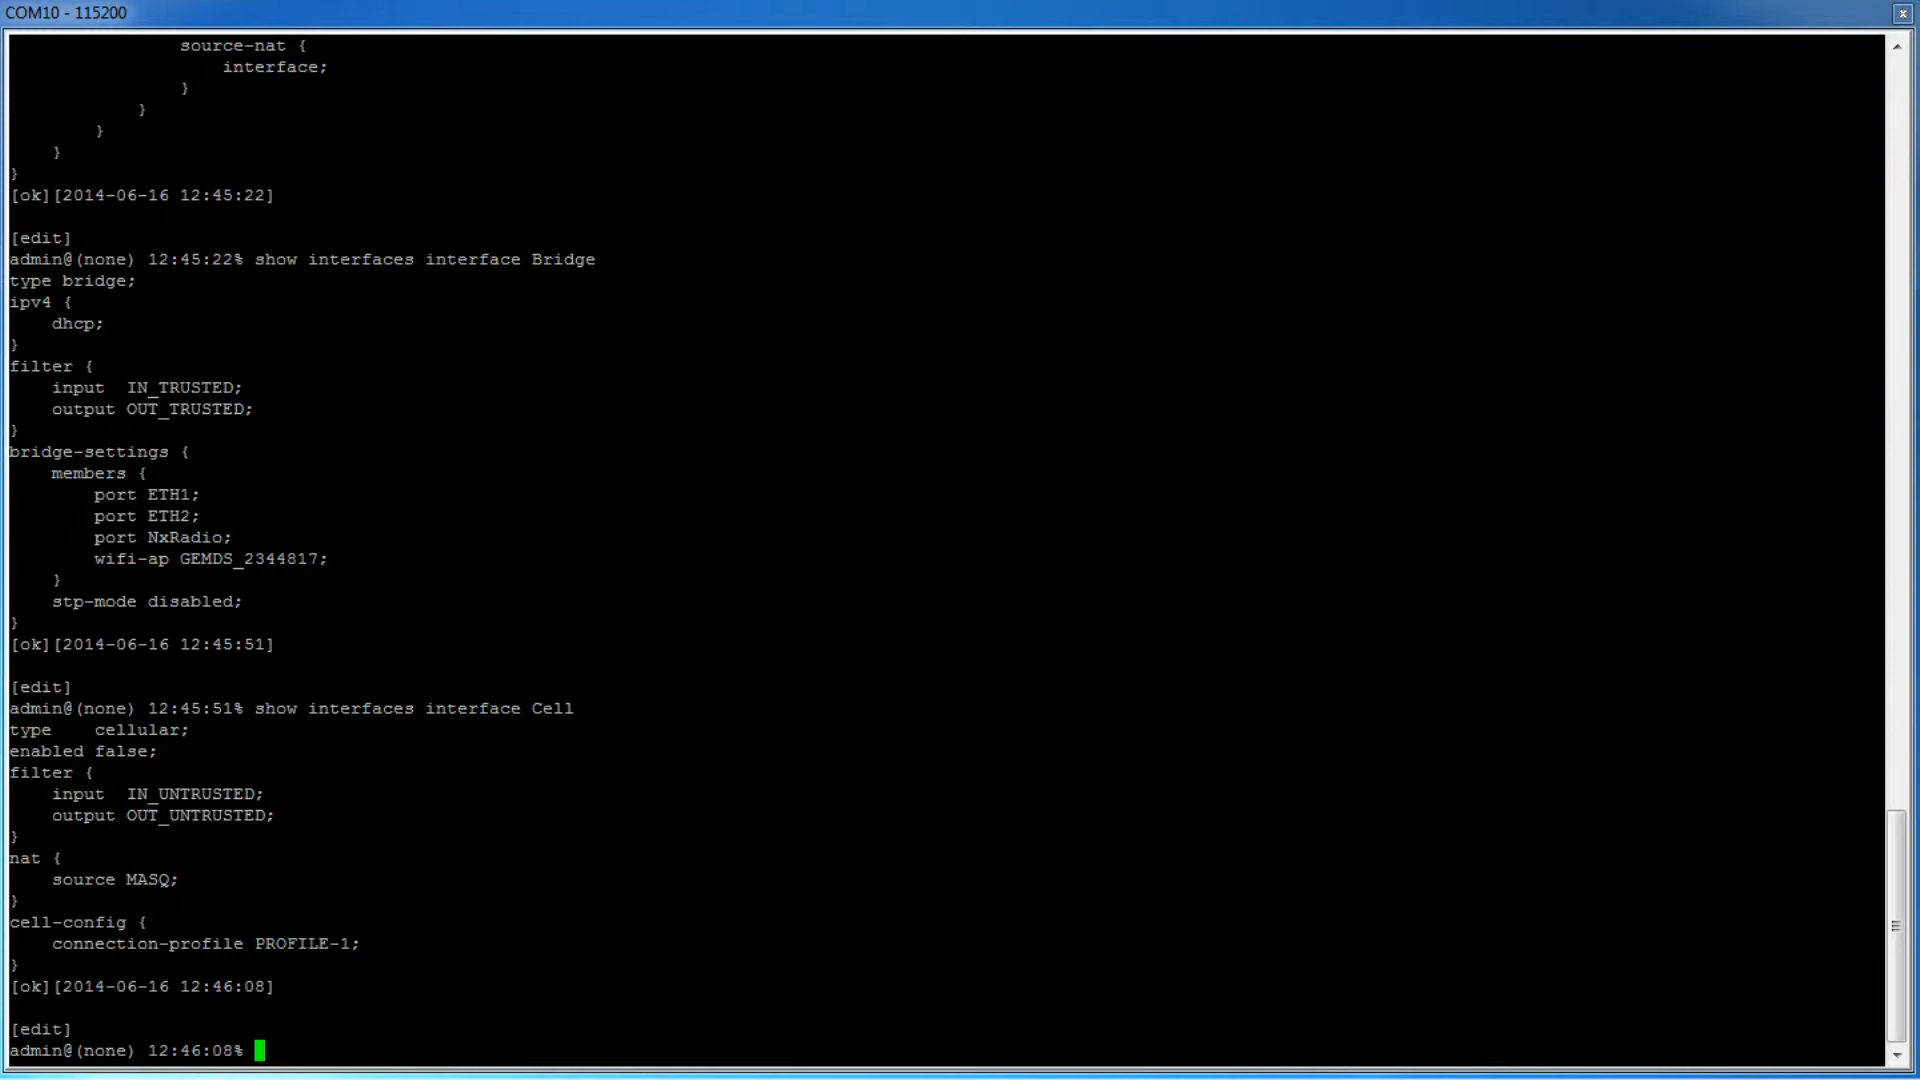 COM10 - 115200
                source-nat {
                    interface;
                }
            }
        }
    }
}
[ok][2014-06-16 12:45:22]

[edit]
admin@(none) 12:45:22% show interfaces interface Bridge
type bridge;
ipv4 {
    dhcp;
}
filter {
    input  IN_TRUSTED;
    output OUT_TRUSTED;
}
bridge-settings {
    members {
        port ETH1;
        port ETH2;
        port NxRadio;
        wifi-ap GEMDS_2344817;
    }
    stp-mode disabled;
}
[ok][2014-06-16 12:45:51]

[edit]
admin@(none) 12:45:51% show interfaces interface Cell
type    cellular;
enabled false;
filter {
    input  IN_UNTRUSTED;
    output OUT_UNTRUSTED;
}
nat {
    source MASQ;
}
cell-config {
    connection-profile PROFILE-1;
}
[ok][2014-06-16 12:46:08]

[edit]
admin@(none) 12:46:08%